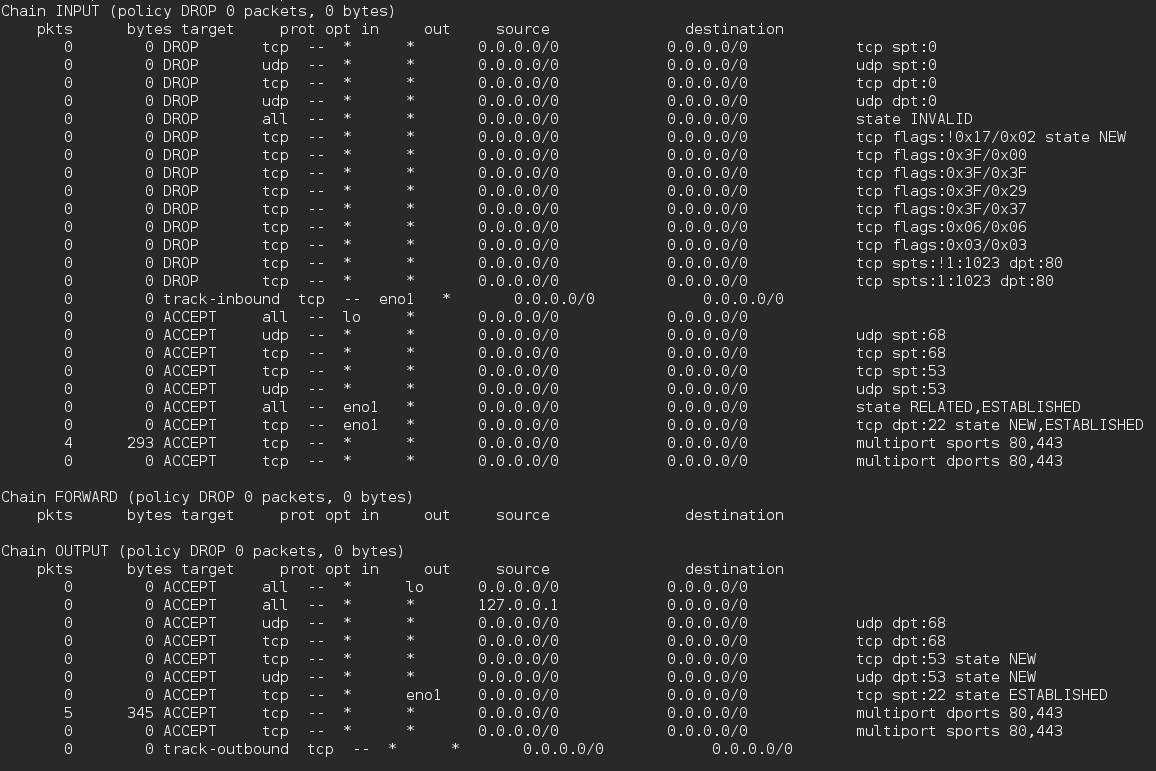 Chain INPUT (policy DROP 0 packets, 0 bytes)
    pkts      bytes target     prot opt in     out     source               destination
       0        0 DROP       tcp  --  *      *       0.0.0.0/0            0.0.0.0/0            tcp spt:0
       0        0 DROP       udp  --  *      *       0.0.0.0/0            0.0.0.0/0            udp spt:0
       0        0 DROP       tcp  --  *      *       0.0.0.0/0            0.0.0.0/0            tcp dpt:0
       0        0 DROP       udp  --  *      *       0.0.0.0/0            0.0.0.0/0            udp dpt:0
       0        0 DROP       all  --  *      *       0.0.0.0/0            0.0.0.0/0            state INVALID
       0        0 DROP       tcp  --  *      *       0.0.0.0/0            0.0.0.0/0            tcp flags:!0x17/0x02 state NEW
       0        0 DROP       tcp  --  *      *       0.0.0.0/0            0.0.0.0/0            tcp flags:0x3F/0x00
       0        0 DROP       tcp  --  *      *       0.0.0.0/0            0.0.0.0/0            tcp flags:0x3F/0x3F
       0        0 DROP       tcp  --  *      *       0.0.0.0/0            0.0.0.0/0            tcp flags:0x3F/0x29
       0        0 DROP       tcp  --  *      *       0.0.0.0/0            0.0.0.0/0            tcp flags:0x3F/0x37
       0        0 DROP       tcp  --  *      *       0.0.0.0/0            0.0.0.0/0            tcp flags:0x06/0x06
       0        0 DROP       tcp  --  *      *       0.0.0.0/0            0.0.0.0/0            tcp flags:0x03/0x03
       0        0 DROP       tcp  --  *      *       0.0.0.0/0            0.0.0.0/0            tcp spts:!1:1023 dpt:80
       0        0 DROP       tcp  --  *      *       0.0.0.0/0            0.0.0.0/0            tcp spts:1:1023 dpt:80
       0        0 track-inbound  tcp  --  eno1   *       0.0.0.0/0            0.0.0.0/0
       0        0 ACCEPT     all  --  lo     *       0.0.0.0/0            0.0.0.0/0
       0        0 ACCEPT     udp  --  *      *       0.0.0.0/0            0.0.0.0/0            udp spt:68
       0        0 ACCEPT     tcp  --  *      *       0.0.0.0/0            0.0.0.0/0            tcp spt:68
       0        0 ACCEPT     tcp  --  *      *       0.0.0.0/0            0.0.0.0/0            tcp spt:53
       0        0 ACCEPT     udp  --  *      *       0.0.0.0/0            0.0.0.0/0            udp spt:53
       0        0 ACCEPT     all  --  eno1   *       0.0.0.0/0            0.0.0.0/0            state RELATED,ESTABLISHED
       0        0 ACCEPT     tcp  --  eno1   *       0.0.0.0/0            0.0.0.0/0            tcp dpt:22 state NEW,ESTABLISHED
       4      293 ACCEPT     tcp  --  *      *       0.0.0.0/0            0.0.0.0/0            multiport sports 80,443
       0        0 ACCEPT     tcp  --  *      *       0.0.0.0/0            0.0.0.0/0            multiport dports 80,443

Chain FORWARD (policy DROP 0 packets, 0 bytes)
    pkts      bytes target     prot opt in     out     source               destination

Chain OUTPUT (policy DROP 0 packets, 0 bytes)
    pkts      bytes target     prot opt in     out     source               destination
       0        0 ACCEPT     all  --  *      lo      0.0.0.0/0            0.0.0.0/0
       0        0 ACCEPT     all  --  *      *       127.0.0.1            0.0.0.0/0
       0        0 ACCEPT     udp  --  *      *       0.0.0.0/0            0.0.0.0/0            udp dpt:68
       0        0 ACCEPT     tcp  --  *      *       0.0.0.0/0            0.0.0.0/0            tcp dpt:68
       0        0 ACCEPT     tcp  --  *      *       0.0.0.0/0            0.0.0.0/0            tcp dpt:53 state NEW
       0        0 ACCEPT     udp  --  *      *       0.0.0.0/0            0.0.0.0/0            udp dpt:53 state NEW
       0        0 ACCEPT     tcp  --  *      eno1    0.0.0.0/0            0.0.0.0/0            tcp spt:22 state ESTABLISHED
       5      345 ACCEPT     tcp  --  *      *       0.0.0.0/0            0.0.0.0/0            multiport dports 80,443
       0        0 ACCEPT     tcp  --  *      *       0.0.0.0/0            0.0.0.0/0            multiport sports 80,443
       0        0 track-outbound  tcp  --  *      *       0.0.0.0/0            0.0.0.0/0